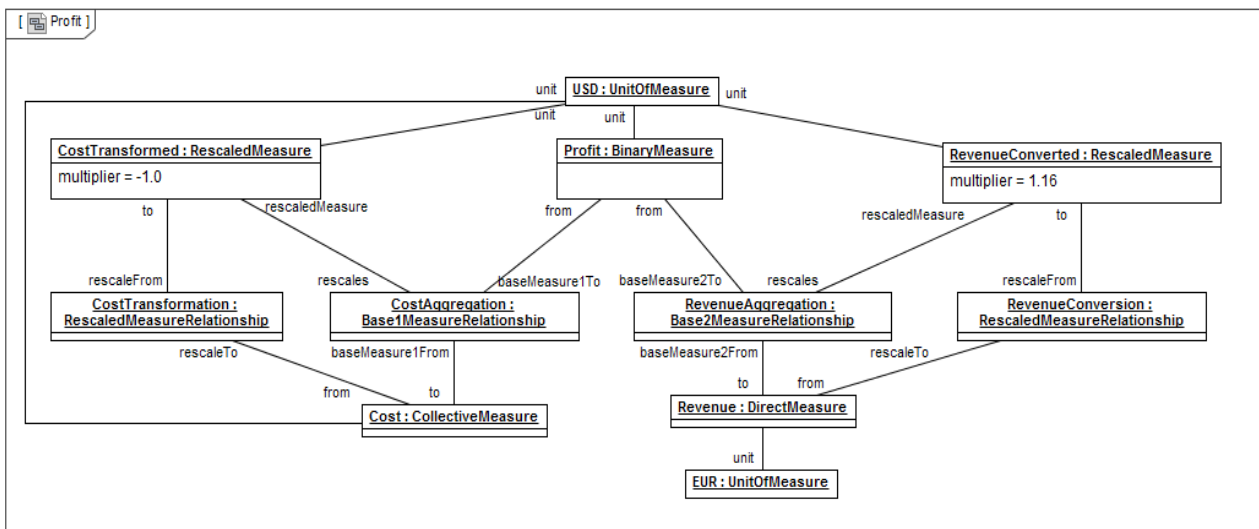 [ Profit ]
unit
USD : UnitOfMeasure
unit
unit
unit
CostTransformed : RescaledMeasure
multiplier = -1.0
Profit : BinaryMeasure
RevenueConverted : RescaledMeasure
multiplier = 1.16
to
rescaledMeasure
from
from
rescaledMeasure
to
rescaleFrom
rescales
baseMeasure1To
baseMeasure2To
rescales
rescaleFrom
CostTransformation :
RescaledMeasureRelationship
CostAggregation :
Base1MeasureRelationship
RevenueAggregation :
Base2MeasureRelationship
RevenueConversion :
RescaledMeasureRelationship
rescaleTo
baseMeasure1From
baseMeasure2From
rescaleTo
from
to
to
from
Cost : CollectiveMeasure
Revenue : DirectMeasure
unit
EUR : UnitOfMeasure